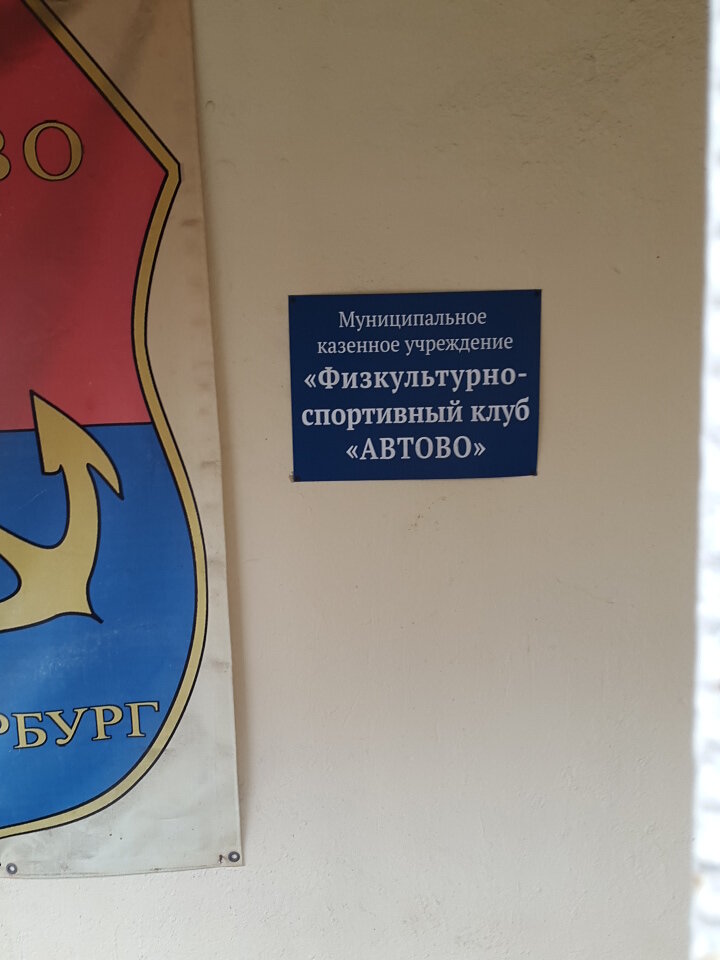 ВО
Муниципальное
казенное учреждение
«Физкультурно-
спортивный клуб
«АВТОВО»
РБУРГ